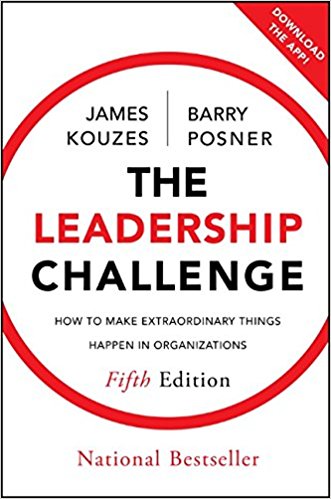 DOWNLOAD
THE APP!
JAMES BARRY
KOUZES POSNER
THE
LEADERSHIP
CHALLENGE
HOW TO MAKE EXTRAORDINARY THINGS
HAPPEN IN ORGANIZATIONS
Fifth Edition
National Bestseller